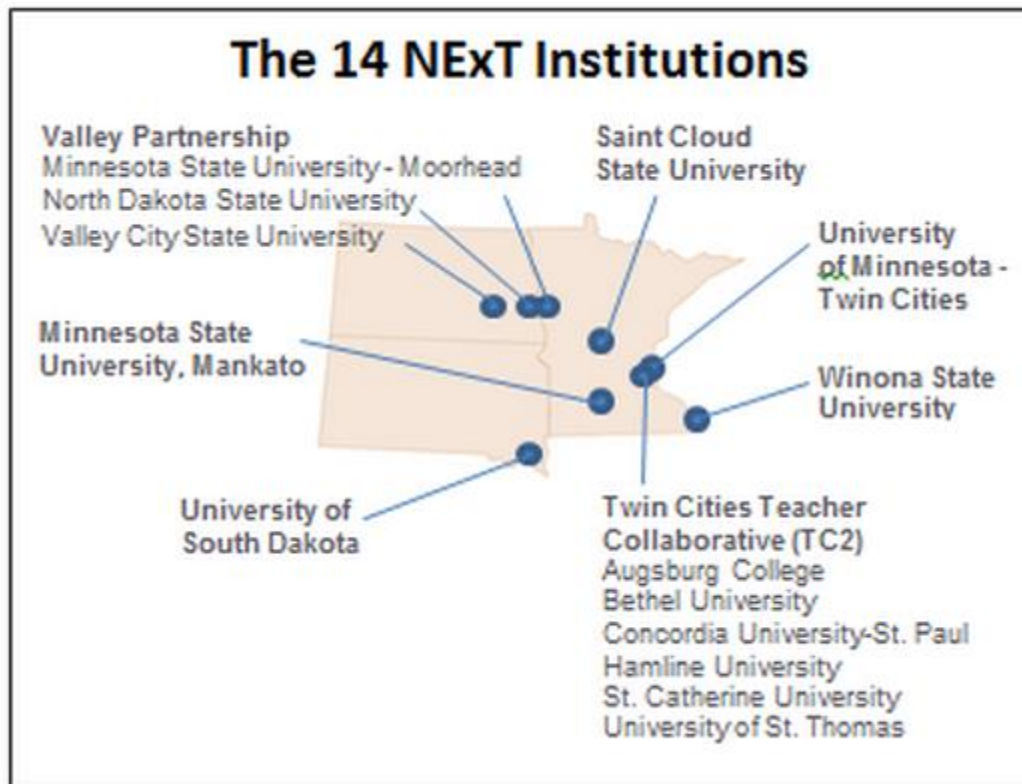 The 14 NExT Institutions
Valley Partnership
Minnesota State University - Moorhead
North Dakota State University
Valley City State University
Saint Cloud
State University
University
of Minnesota -
Twin Cities
Minnesota State
University, Mankato
Winona State
University
University of
South Dakota
Twin Cities Teacher
Collaborative (TC2)
Augsburg College
Bethel University
Concordia University-St. Paul
Hamline University
St. Catherine University
University of St. Thomas